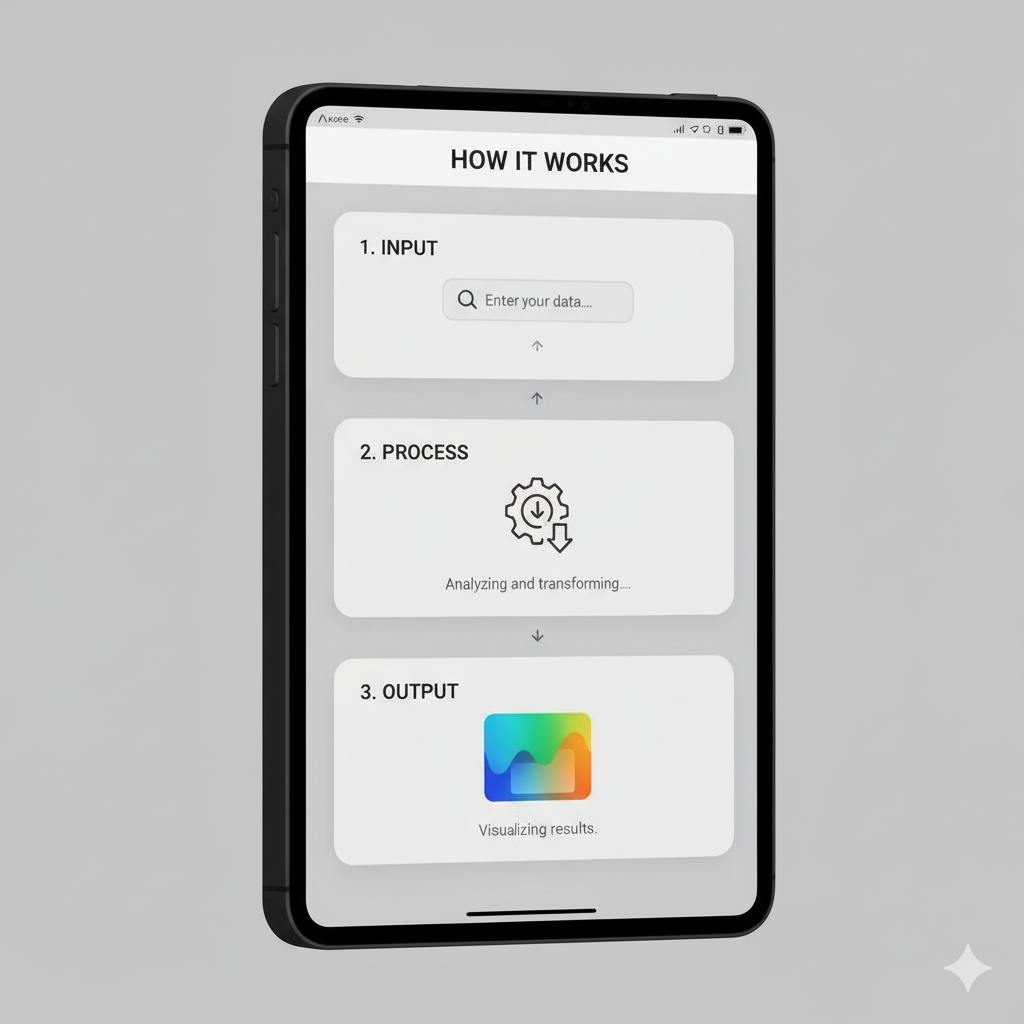 Akcee
HOW IT WORKS
1. INPUT
Enter your data....
2. PROCESS
Analyzing and transforming....
3. OUTPUT
Visualizing results.